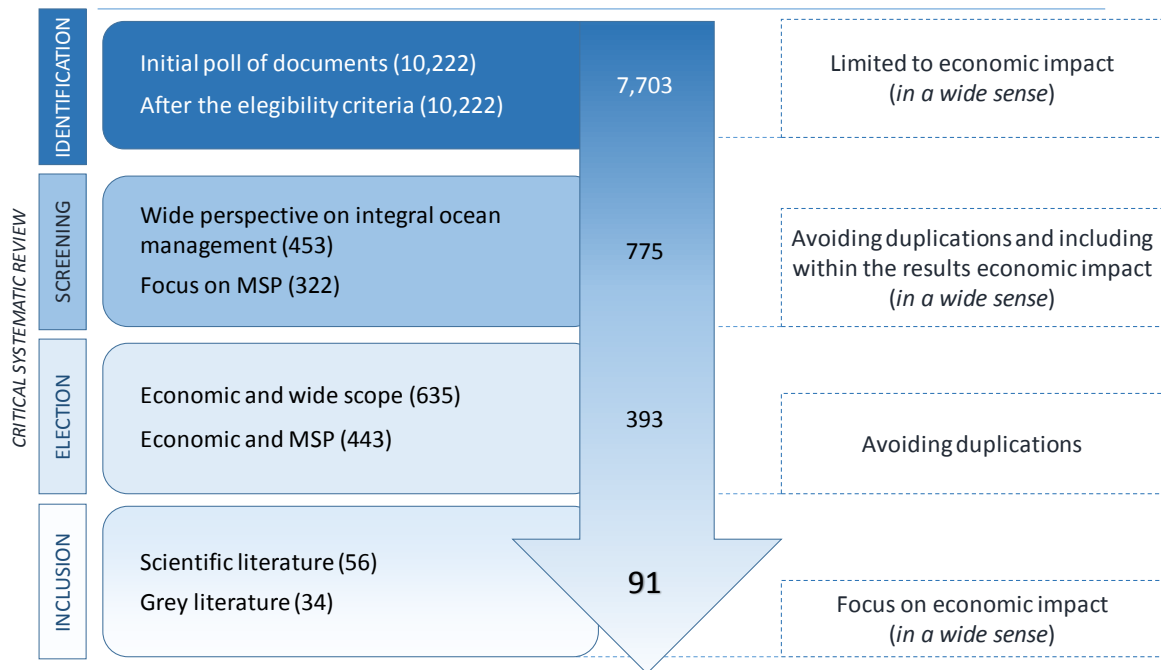 CRITICAL SYSTEMATIC REVIEW
IDENTIFICATION
Initial poll of documents (10,222)
After the elegibility criteria (10,222)
7,703
Limited to economic impact
(in a wide sense)
SCREENING
Wide perspective on integral ocean
management (453)
Focus on MSP (322)
775
Avoiding duplications and including
within the results economic impact
(in a wide sense)
ELECTION
Economic and wide scope (635)
Economic and MSP (443)
393
Avoiding duplications
INCLUSION
Scientific literature (56)
Grey literature (34)
91
Focus on economic impact
(in a wide sense)